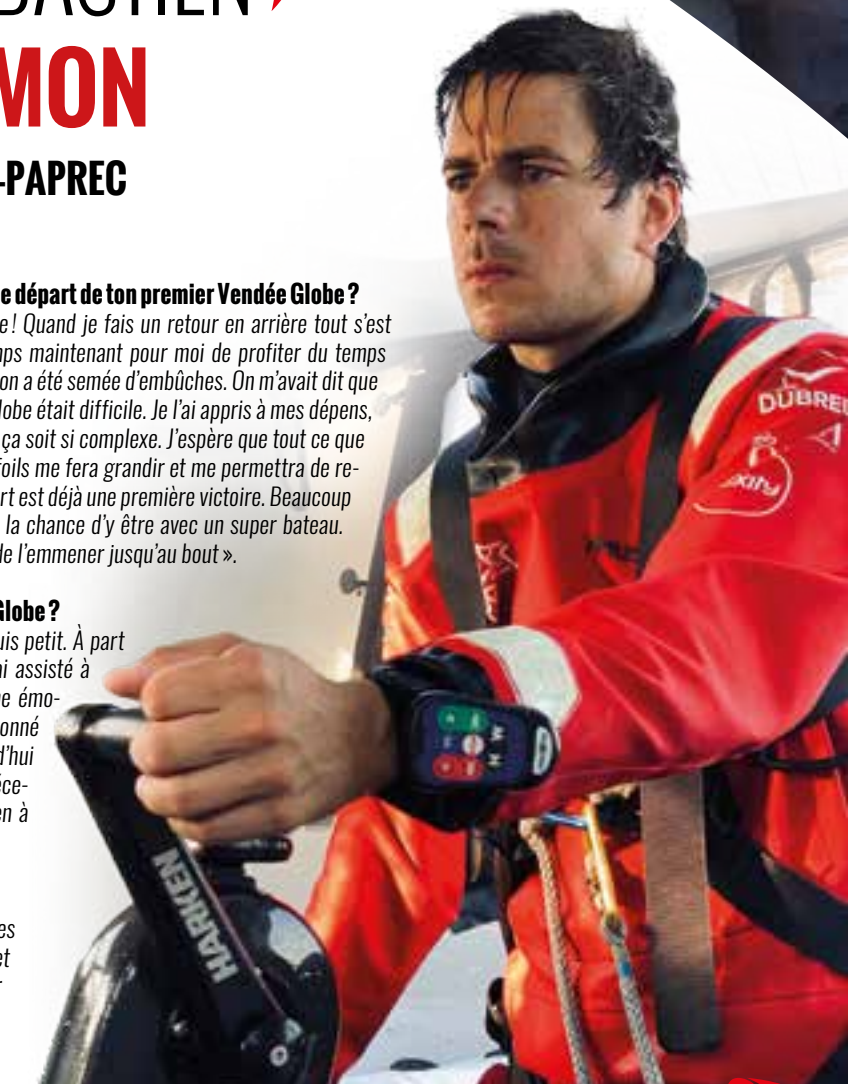 BASTIEN
MON
-PAPREC
e départ de ton premier Vendée Globe ?
e ! Quand je fais un retour en arrière tout s’est
ps maintenant pour moi de profiter du temps
on a été semée d’embûches. On m’avait dit que
lobe était difficile. Je l’ai appris à mes dépens,
ça soit si complexe. J’espère que tout ce que
foils me fera grandir et me permettra de re-
rt est déjà une première victoire. Beaucoup
la chance d’y être avec un super bateau.
de l’emmener jusqu’au bout ».
Globe ?
uis petit. À part
ai assisté à
e émo-
onné
d’hui
éce-
en à
es
et
DUBREU
HARKEN